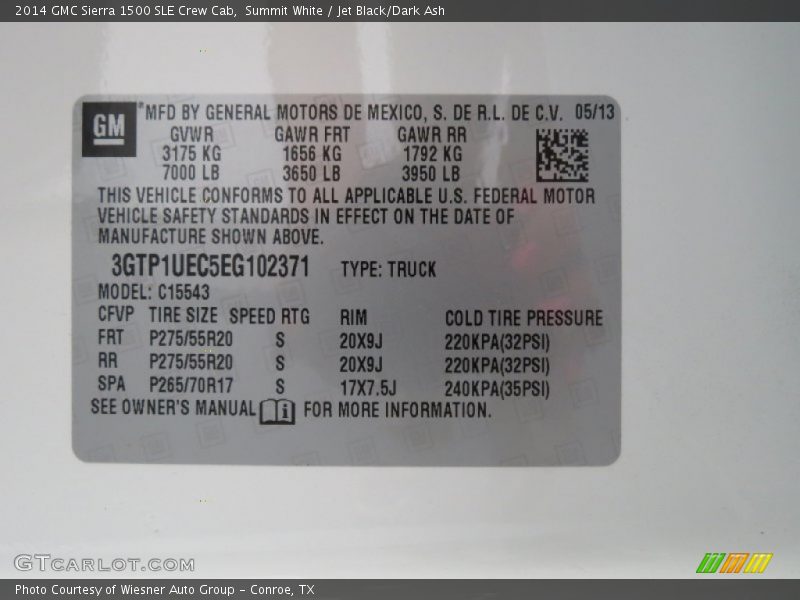 2014 GMC Sierra 1500 SLE Crew Cab, Summit White / Jet Black/Dark Ash
GM *MFD BY GENERAL MOTORS DE MEXICO, S. DE R.L. DE C.V. 05/13
GVWR GAWR FRT GAWR RR
3175 KG 1656 KG 1792 KG
7000 LB 3650 LB 3950 LB
THIS VEHICLE CONFORMS TO ALL APPLICABLE U.S. FEDERAL MOTOR
VEHICLE SAFETY STANDARDS IN EFFECT ON THE DATE OF
MANUFACTURE SHOWN ABOVE.
3GTP1UEC5EG102371 TYPE: TRUCK
MODEL: C15543
CFVP TIRE SIZE SPEED RTG RIM COLD TIRE PRESSURE
FRT P275/55R20 S 20X9J 220KPA(32PSI)
RR P275/55R20 S 20X9J 220KPA(32PSI)
SPA P265/70R17 S 17X7.5J 240KPA(35PSI)
SEE OWNER'S MANUAL i FOR MORE INFORMATION.
GTCARLOT.COM
Photo Courtesy of Wiesner Auto Group - Conroe, TX